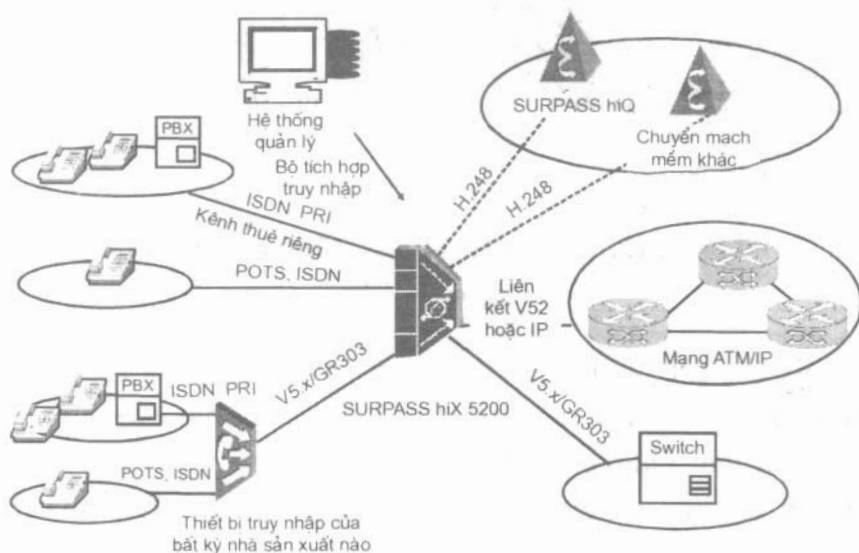 Hệ thống
quản lý
Bộ tích hợp
truy nhập
SURPASS hiQ
Chuyển mach
mềm khác
H.248
H.248
PBX
ISDN PRI
Kênh thuê riêng
POTS, ISDN
Liên
kết V52
hoặc IP
Mạng ATM/IP
PBX
ISDN PRI
V5.x/GR303
SURPASS hiX 5200
V5.x/GR303
Switch
POTS, ISDN
Thiết bi truy nhập của
bất kỳ nhà sản xuất nào